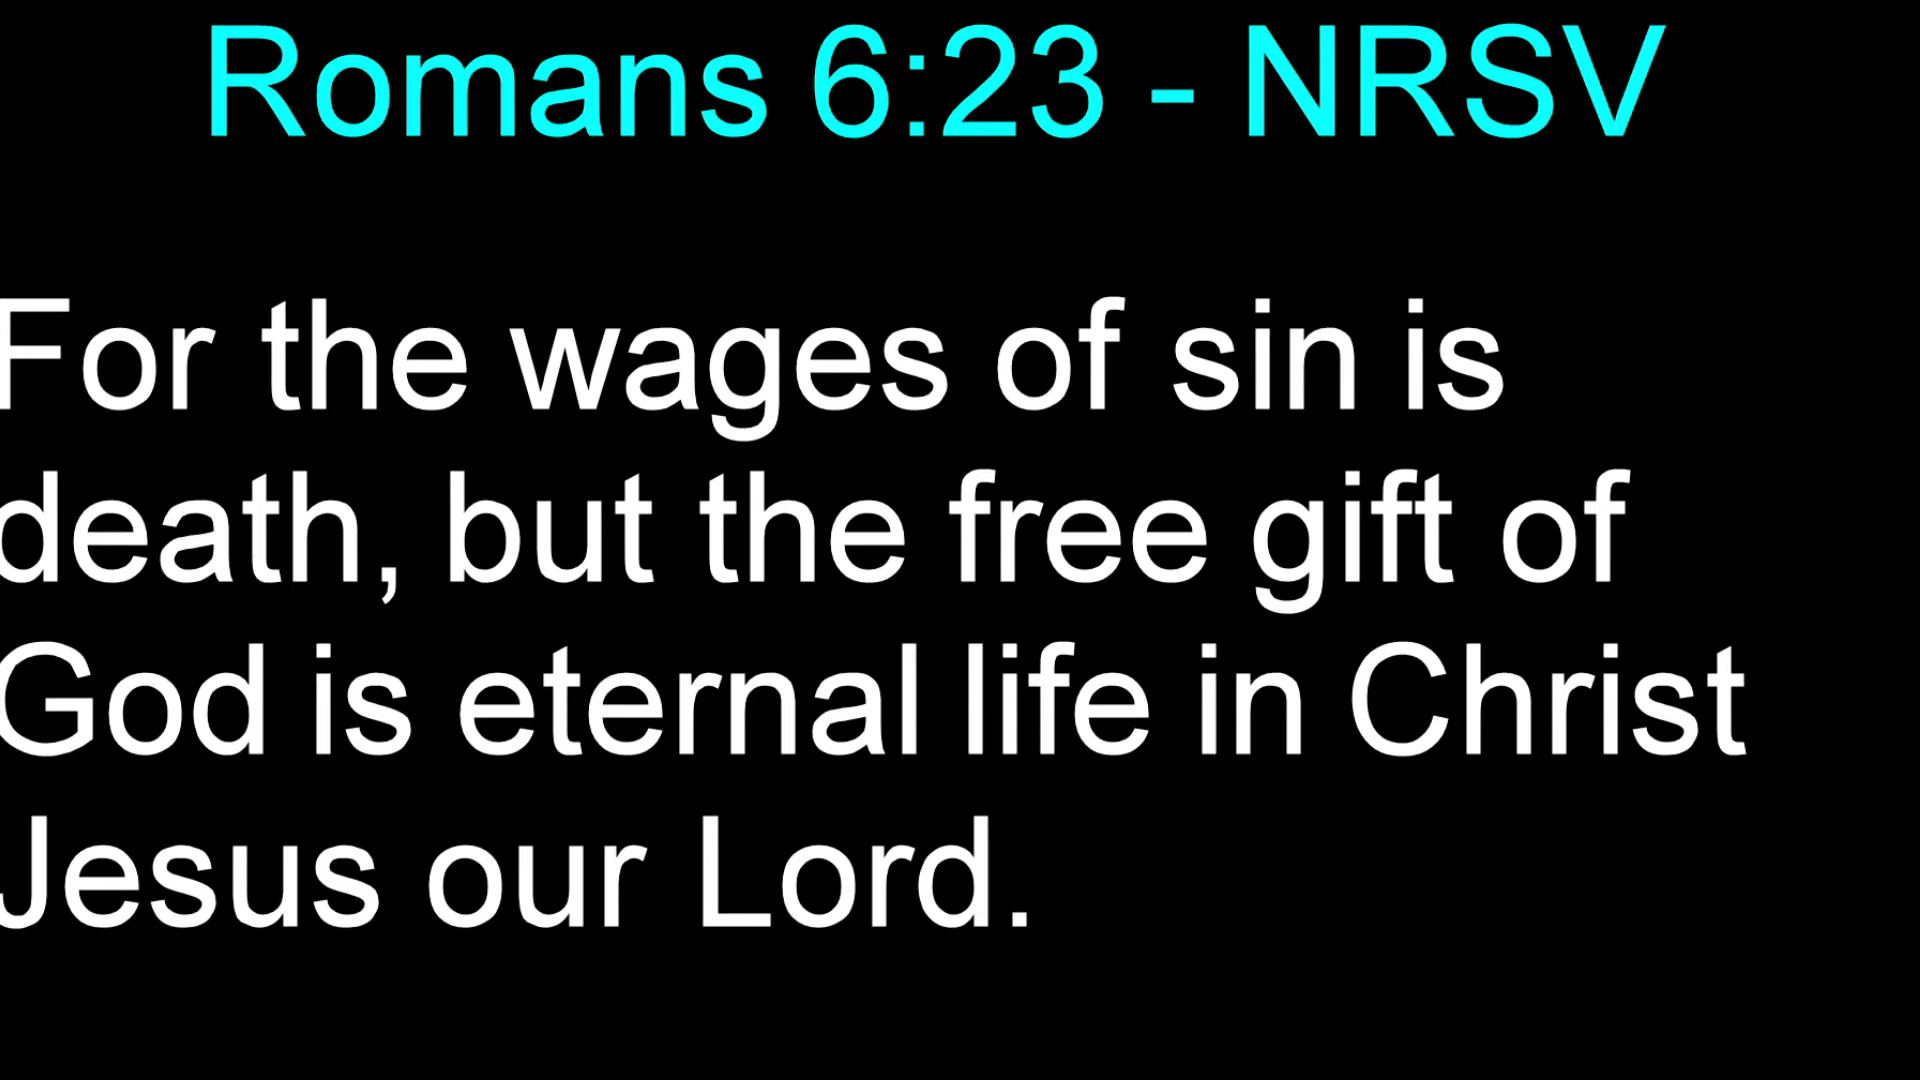 Romans 6:23 - NRSV
For the wages of sin is
death, but the free gift of
God is eternal life in Christ
Jesus our Lord.